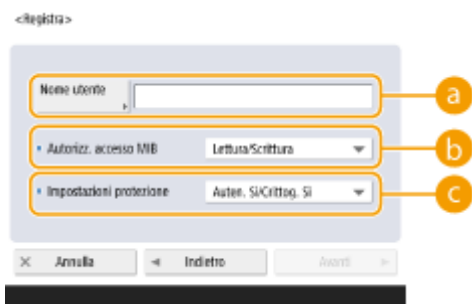 <Registra>
Nome utente
a
Autorizz. accesso MIB Lettura/Scrittura
b
Impostazioni protezione Auten. Sì/Crittog. Sì
c
Annulla Indietro Avanti